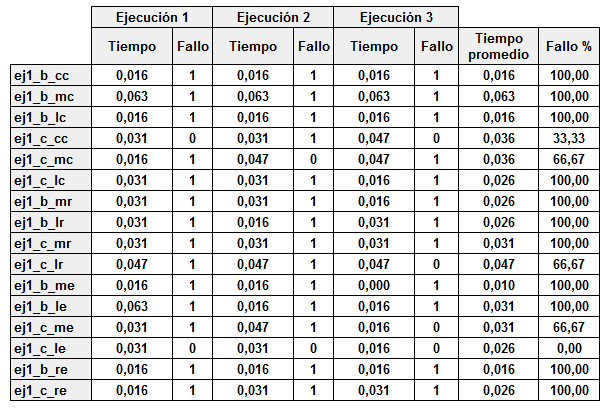 Ejecución 1 Ejecución 2 Ejecución 3
Tiempo Fallo Tiempo Fallo Tiempo Fallo Tiempo promedio Fallo %
ej1_b_cc 0,016 1 0,016 1 0,016 1 0,016 100,00
ej1_b_mc 0,063 1 0,063 1 0,063 1 0,063 100,00
ej1_b_lc 0,016 1 0,016 1 0,016 1 0,016 100,00
ej1_c_cc 0,031 0 0,031 1 0,047 0 0,036 33,33
ej1_c_mc 0,016 1 0,047 0 0,047 1 0,036 66,67
ej1_c_lc 0,031 1 0,031 1 0,016 1 0,026 100,00
ej1_b_mr 0,031 1 0,031 1 0,016 1 0,026 100,00
ej1_b_lr 0,031 1 0,016 1 0,031 1 0,026 100,00
ej1_c_mr 0,031 1 0,031 1 0,031 1 0,031 100,00
ej1_c_lr 0,047 1 0,047 1 0,047 0 0,047 66,67
ej1_b_me 0,016 1 0,016 1 0,000 1 0,010 100,00
ej1_b_le 0,063 1 0,016 1 0,016 1 0,031 100,00
ej1_c_me 0,031 1 0,047 1 0,016 0 0,031 66,67
ej1_c_le 0,031 0 0,031 0 0,016 0 0,026 0,00
ej1_b_re 0,016 1 0,016 1 0,016 1 0,016 100,00
ej1_c_re 0,016 1 0,031 1 0,031 1 0,026 100,00